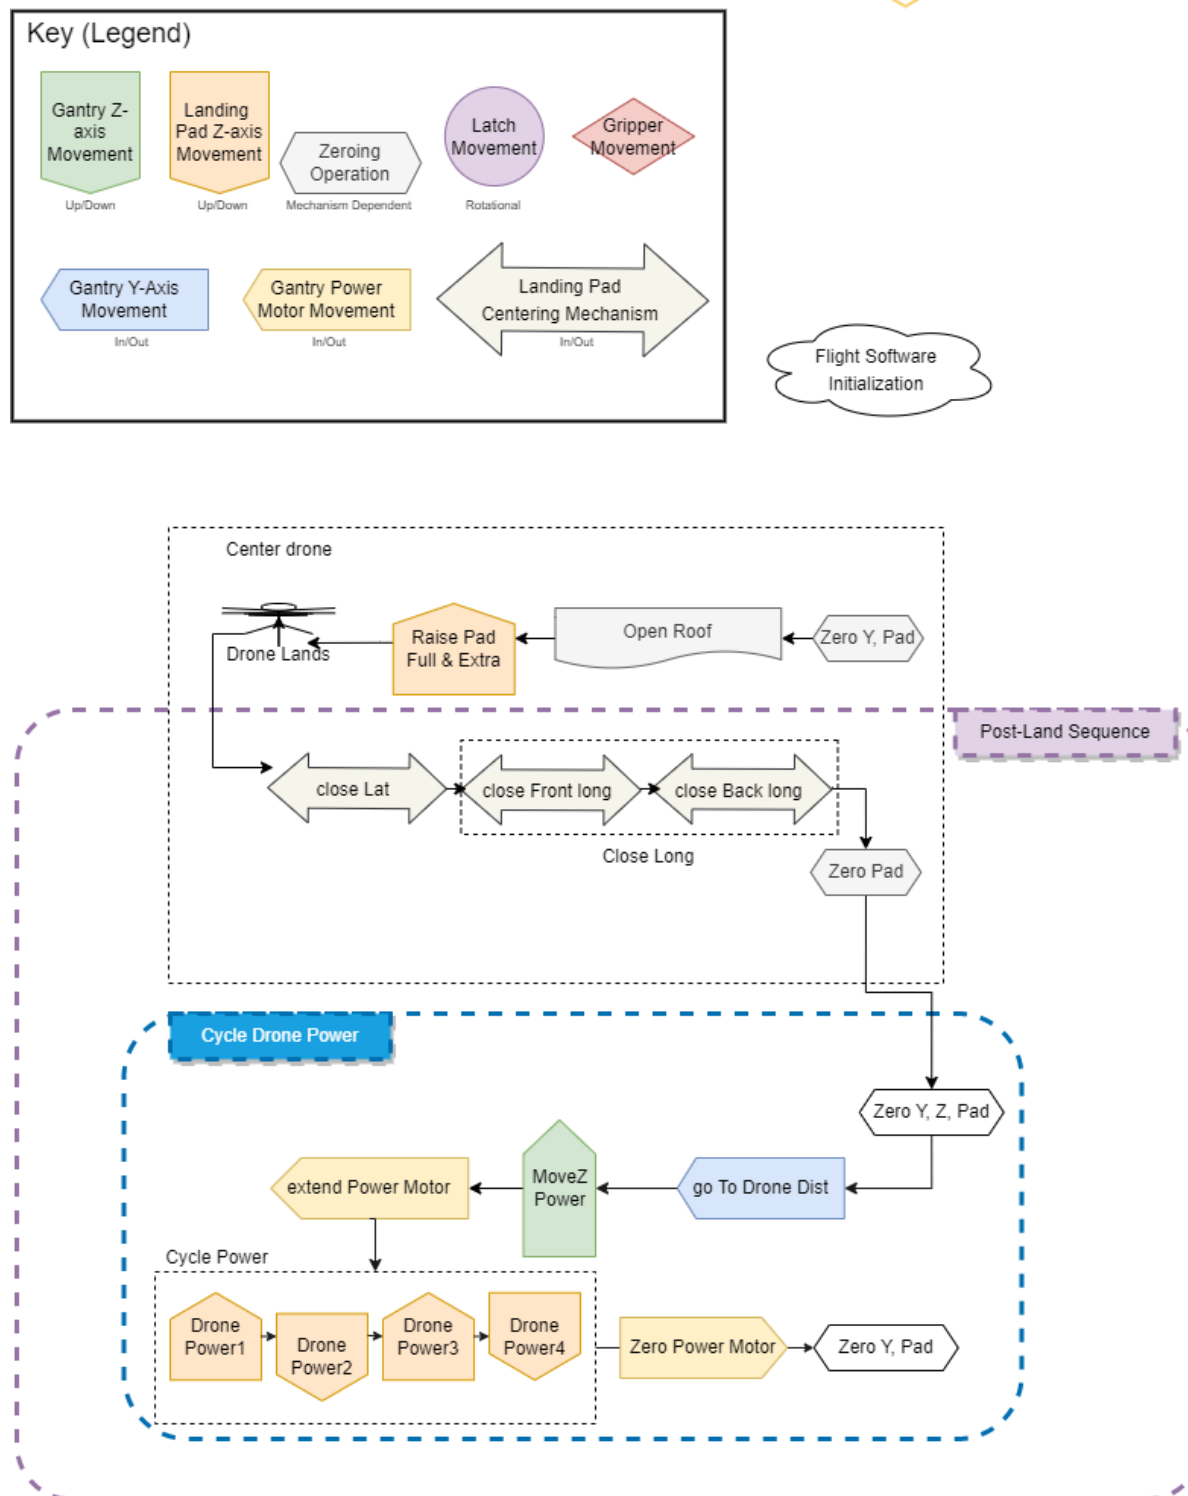 Key (Legend)
Gantry Z-
axis
Movement
Up/Down
Landing
Pad Z-axis
Movement
Up/Down
Zeroing
Operation
Mechanism Dependent
Latch
Movement
Rotational
Gripper
Movement
Gantry Y-Axis
Movement
In/Out
Gantry Power
Motor Movement
In/Out
Landing Pad
Centering Mechanism
In/Out
Flight Software
Initialization
Center drone
Drone Lands
Raise Pad
Full & Extra
Open Roof
Zero Y, Pad
Post-Land Sequence
close Lat
close Front long
close Back long
Close Long
Zero Pad
Cycle Drone Power
Zero Y, Z, Pad
go To Drone Dist
MoveZ
Power
extend Power Motor
Cycle Power
Drone
Power1
Drone
Power2
Drone
Power3
Drone
Power4
Zero Power Motor
Zero Y, Pad